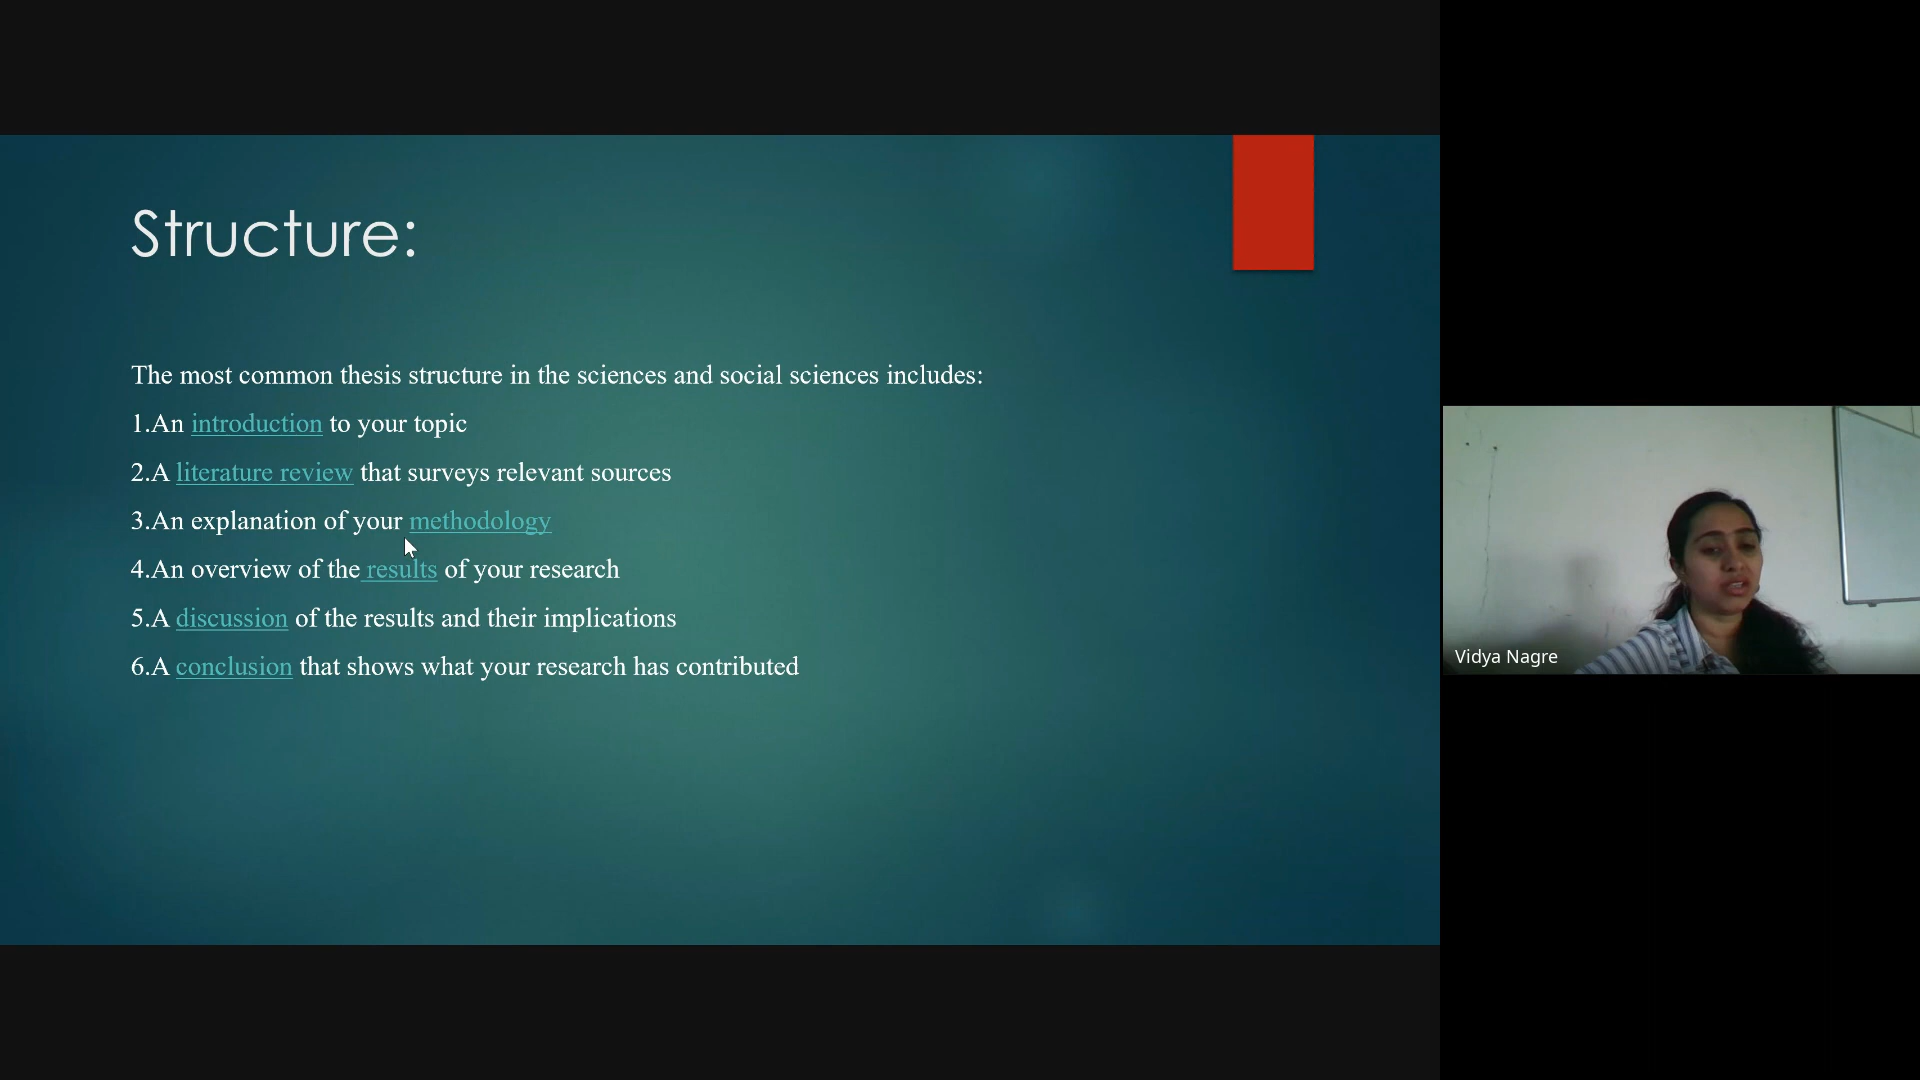 Structure:
The most common thesis structure in the sciences and social sciences includes:
1.An introduction to your topic
2.A literature review that surveys relevant sources
3.An explanation of your methodology
4.An overview of the results of your research
5.A discussion of the results and their implications
6.A conclusion that shows what your research has contributed
Vidya Nagre